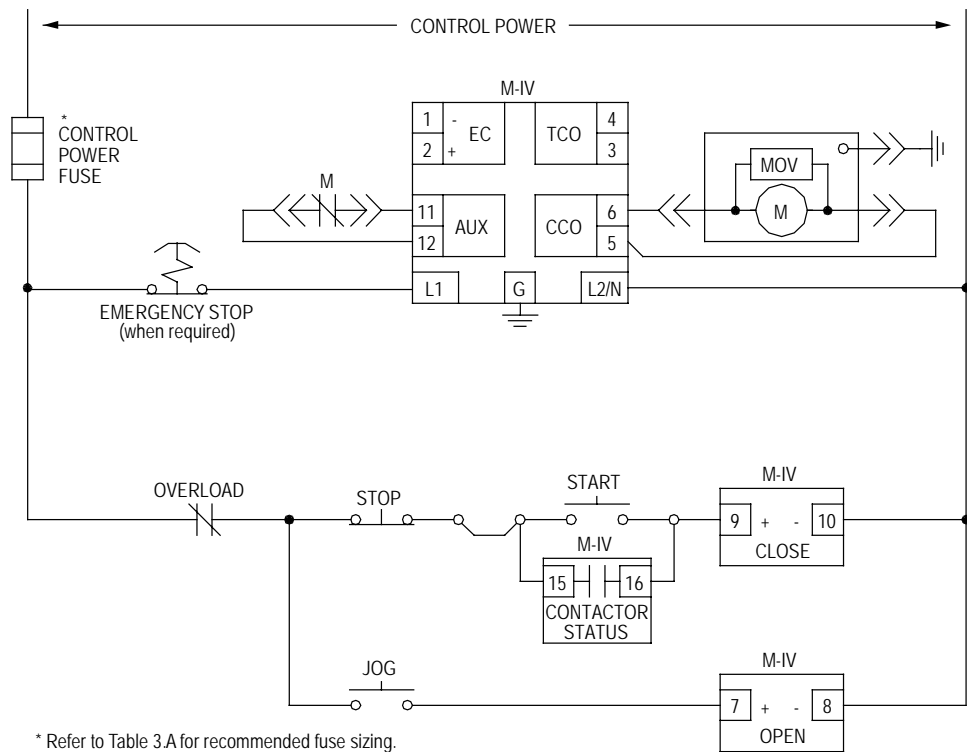 CONTROL POWER
M-IV
*
CONTROL
POWER
FUSE
1 - EC TCO 4
2 + 3
MOV
M
11 AUX CCO 6
12 5
M
L1 G L2/N
EMERGENCY STOP
(when required)
OVERLOAD
STOP
START
M-IV
9 + - 10
CLOSE
M-IV
15 16
CONTACTOR
STATUS
JOG
M-IV
7 + - 8
OPEN
* Refer to Table 3.A for recommended fuse sizing.